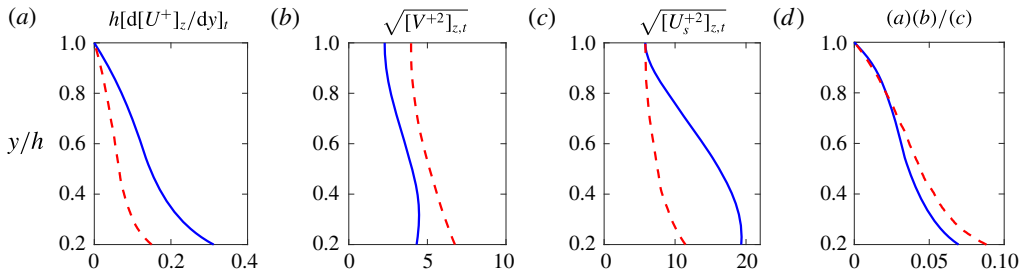 (a) h[d[U⁺]z/dy]t (b) √[V⁺²]z,t (c) √[Uₛ⁺²]z,t (d) (a)(b)/(c)
1.0 1.0 1.0 1.0
0.8 0.8 0.8 0.8
y/h 0.6 0.6 0.6 0.6
0.4 0.4 0.4 0.4
0.2 0.2 0.2 0.2
0 0.2 0.4 0 5 10 0 10 20 0 0.05 0.10